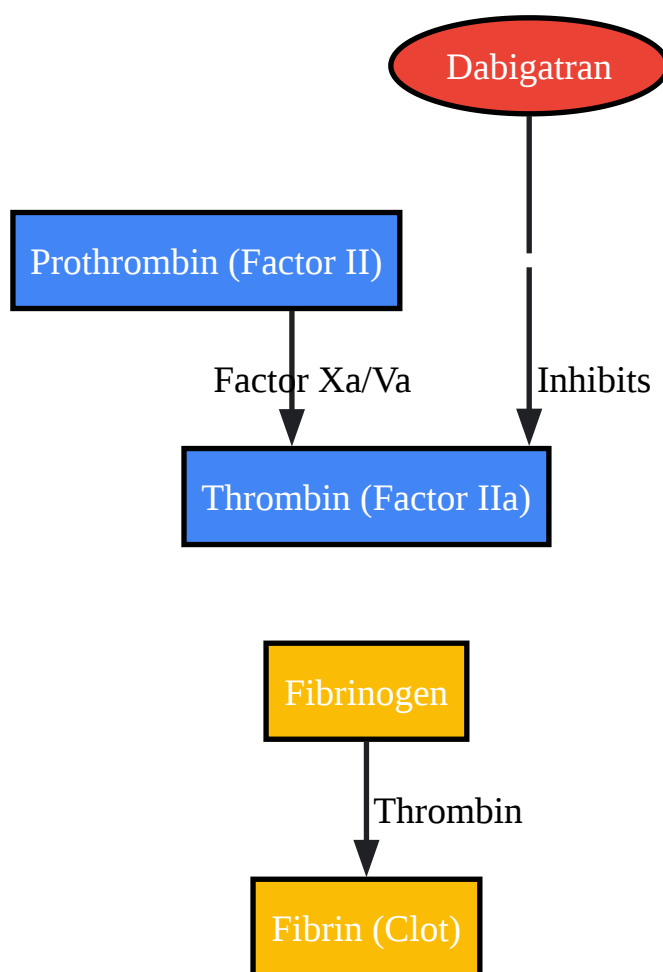 Dabigatran
Prothrombin (Factor II)
Factor Xa/Va
Inhibits
Thrombin (Factor IIa)
Fibrinogen
Thrombin
Fibrin (Clot)